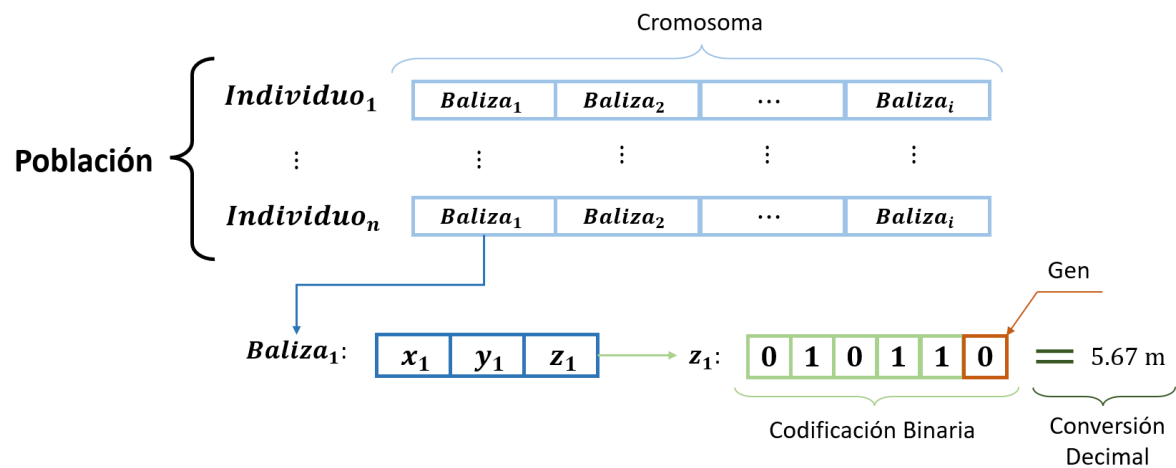 Cromosoma
Individuo₁ Baliza₁ Baliza₂ ⋯ Balizaᵢ
Población
⋮ ⋮ ⋮ ⋮ ⋮
Individuoₙ Baliza₁ Baliza₂ ⋯ Balizaᵢ
Gen
Baliza₁: x₁ y₁ z₁ z₁: 0 1 0 1 1 0 = 5.67 m
Codificación Binaria
Conversión
Decimal